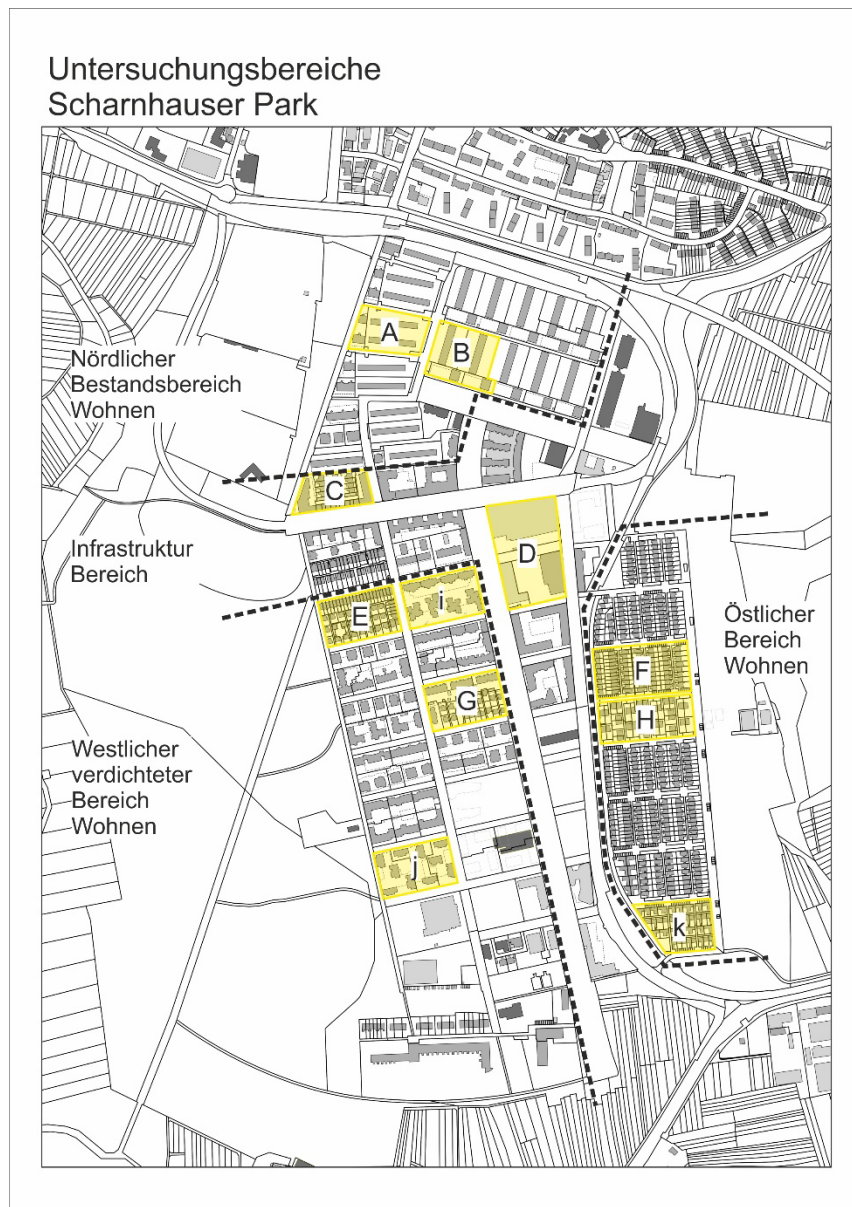 Untersuchungsbereiche
Scharnhauser Park
A
B
Nördlicher
Bestandsbereich
Wohnen
C
Infrastruktur
Bereich
D
E
i
Östlicher
Bereich
Wohnen
F
G
H
Westlicher
verdichteter
Bereich
Wohnen
j
k